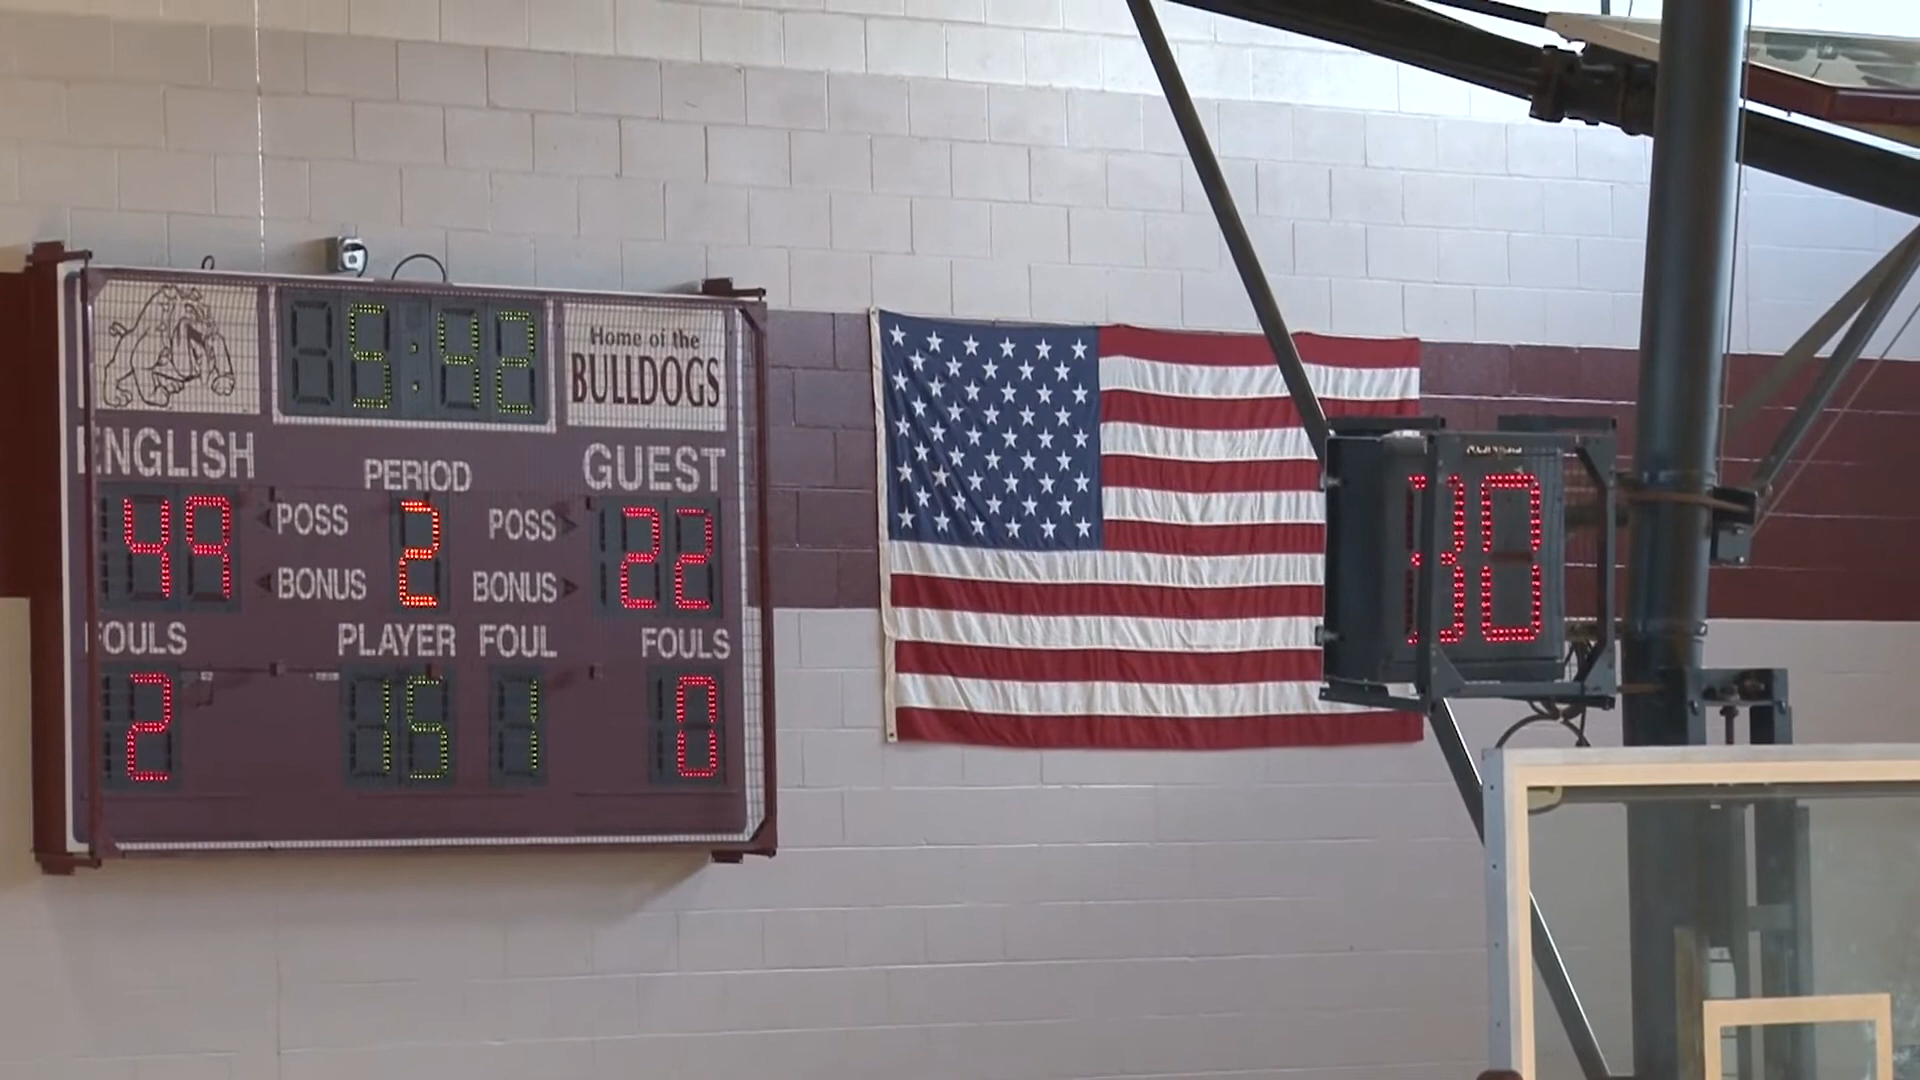 5:42
Home of the
BULLDOGS
ENGLISH
PERIOD
GUEST
49
POSS
2
POSS
22
BONUS
BONUS
FOULS
PLAYER
FOUL
FOULS
2
15
1
0
30